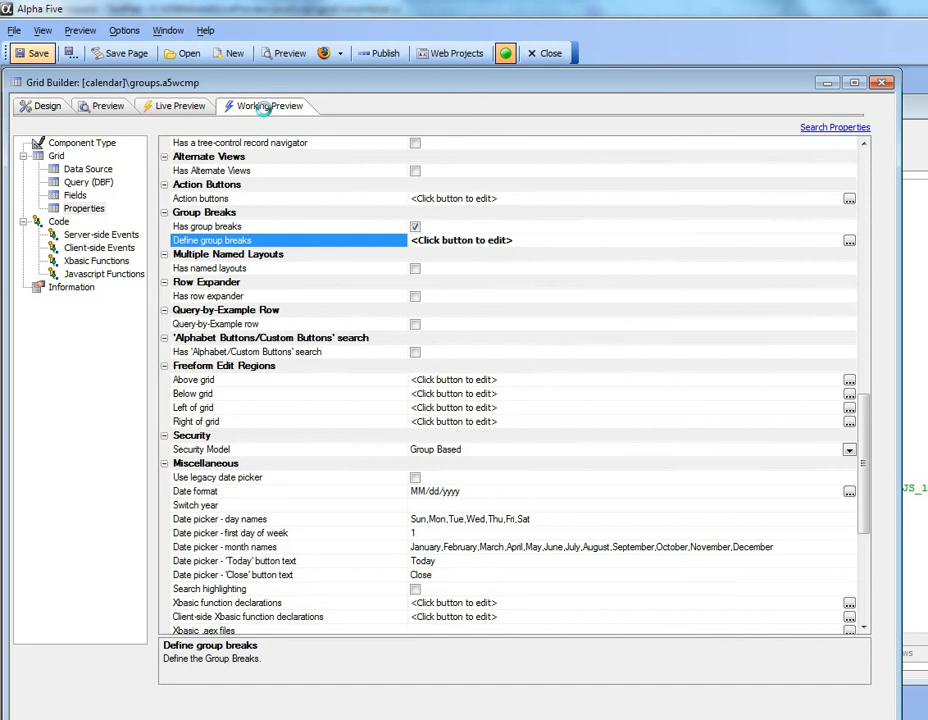 Alpha Five
File View Preview Options Window Help
Save Save Page Open New Preview Publish Web Projects Close
Grid Builder: [calendar]\groups.a5wcmp
Design Preview Live Preview Working Preview
Search Properties
Component Type
Grid
Data Source
Query (DBF)
Fields
Properties
Code
Server-side Events
Client-side Events
Xbasic Functions
Javascript Functions
Information
Has a tree-control record navigator
Alternate Views
Has Alternate Views
Action Buttons
Action buttons <Click button to edit> ...
Group Breaks
Has group breaks
Define group breaks <Click button to edit> ...
Multiple Named Layouts
Has named layouts
Row Expander
Has row expander
Query-by-Example Row
Query-by-Example row
'Alphabet Buttons/Custom Buttons' search
Has 'Alphabet/Custom Buttons' search
Freeform Edit Regions
Above grid <Click button to edit> ...
Below grid <Click button to edit> ...
Left of grid <Click button to edit> ...
Right of grid <Click button to edit> ...
Security
Security Model Group Based
Miscellaneous
Use legacy date picker
Date format MM/dd/yyyy ...
Switch year
Date picker - day names Sun,Mon,Tue,Wed,Thu,Fri,Sat
Date picker - first day of week 1
Date picker - month names January,February,March,April,May,June,July,August,September,October,November,December
Date picker - 'Today' button text Today
Date picker - 'Close' button text Close
Search highlighting
Xbasic function declarations <Click button to edit> ...
Client-side Xbasic function declarations <Click button to edit> ...
Xbasic .aex files
Define group breaks
Define the Group Breaks.
JS_1
ws